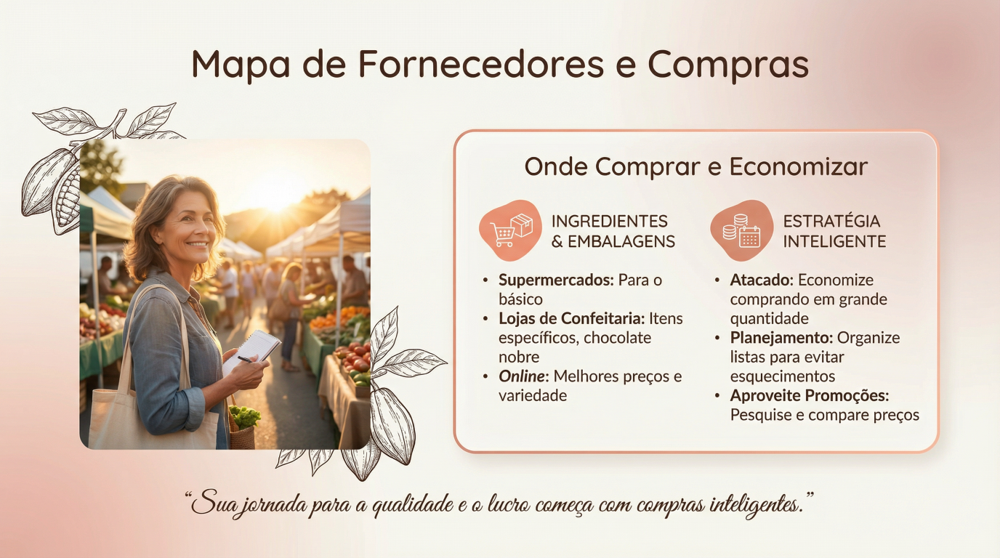 Mapa de Fornecedores e Compras
Onde Comprar e Economizar
INGREDIENTES
& EMBALAGENS
• Supermercados: Para o
básico
• Lojas de Confeitaria: Itens
específicos, chocolate
nobre
• Online: Melhores preços e
variedade
ESTRATÉGIA
INTELIGENTE
• Atacado: Economize
comprando em grande
quantidade
• Planejamento: Organize
listas para evitar
esquecimentos
• Aproveite Promoções:
Pesquise e compare preços
“Sua jornada para a qualidade e o lucro começa com compras inteligentes.”